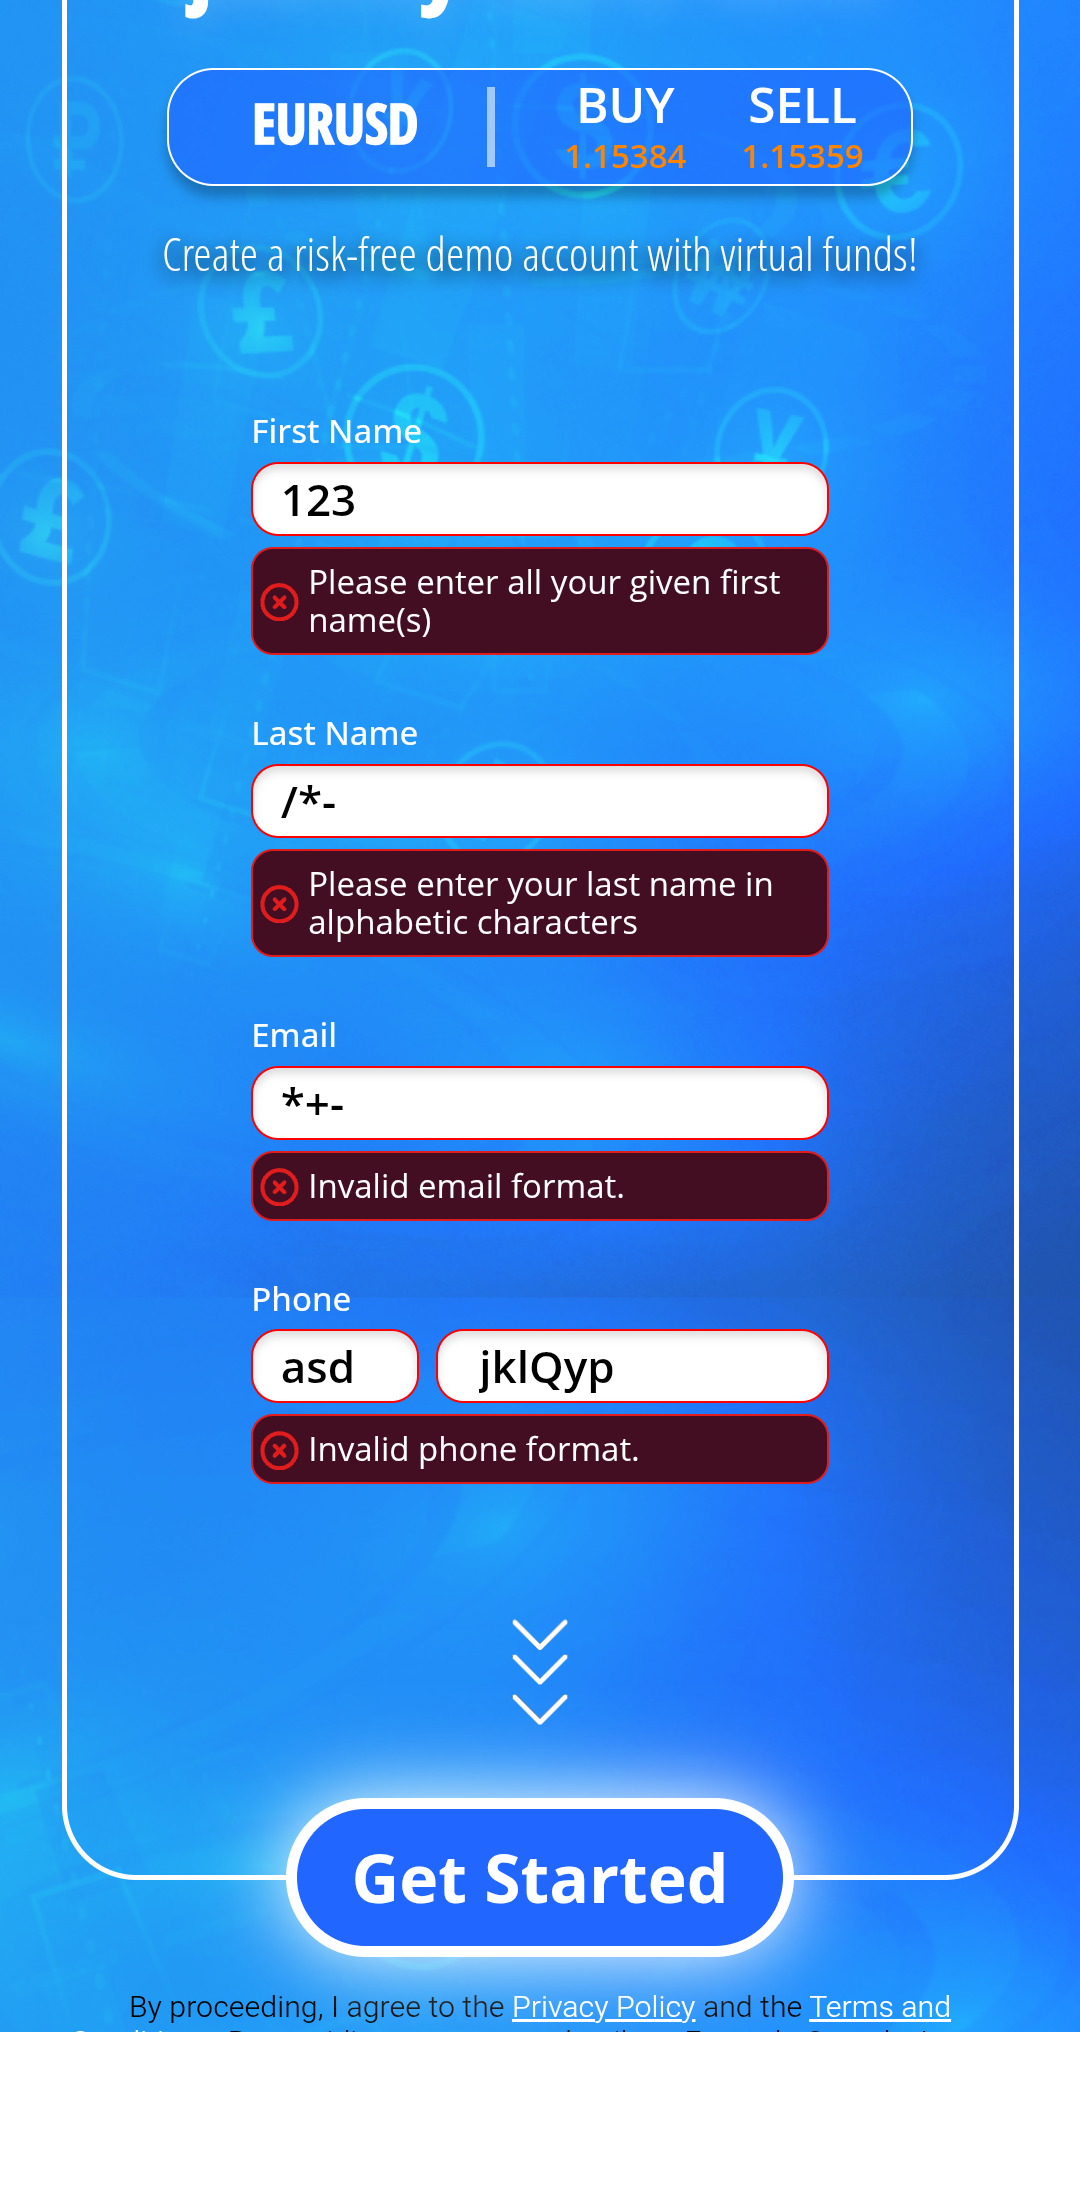 EURUSD
BUY SELL
1.15384 1.15359
Create a risk-free demo account with virtual funds!
First Name
123
Please enter all your given first
name(s)
Last Name
/*-
Please enter your last name in
alphabetic characters
Email
*+-
Invalid email format.
Phone
asd jklQyp
Invalid phone format.
Get Started
By proceeding, I agree to the Privacy Policy and the Terms and